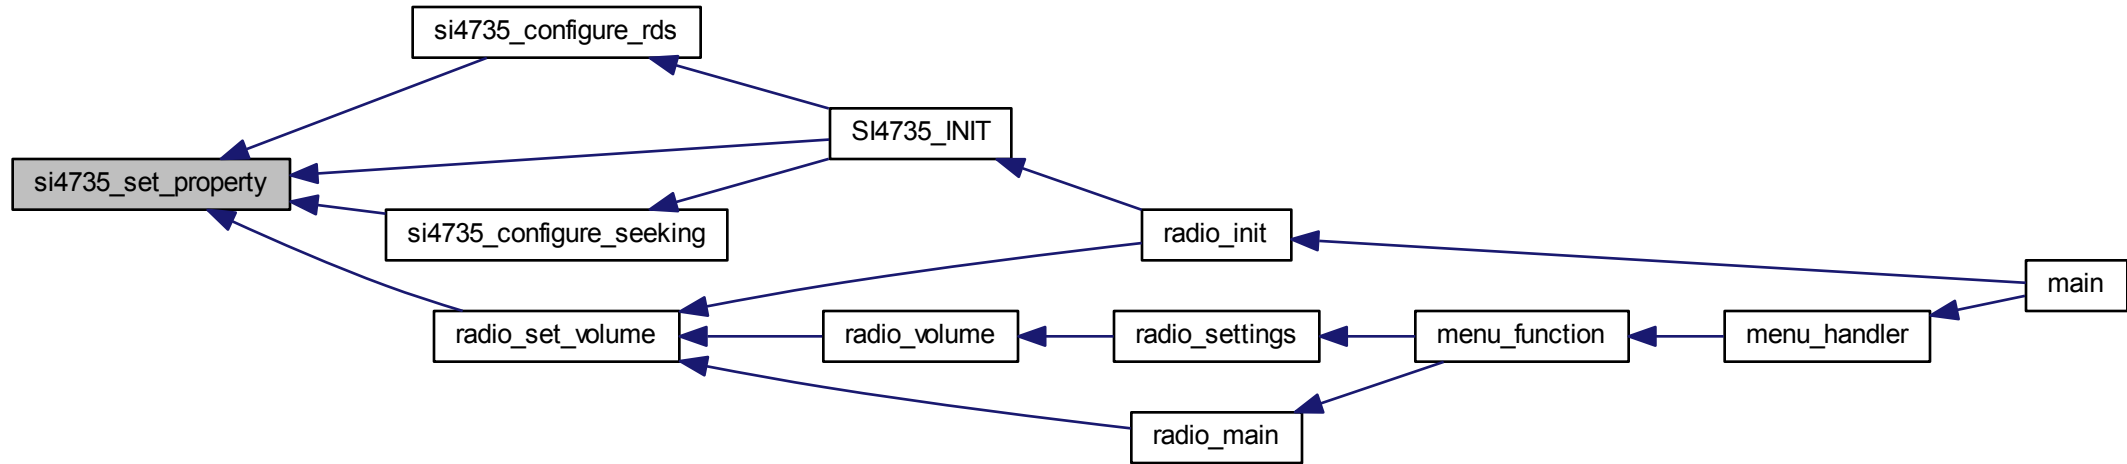 si4735_configure_rds
SI4735_INIT
si4735_set_property
si4735_configure_seeking
radio_init
main
radio_set_volume
radio_volume
radio_settings
menu_function
menu_handler
radio_main